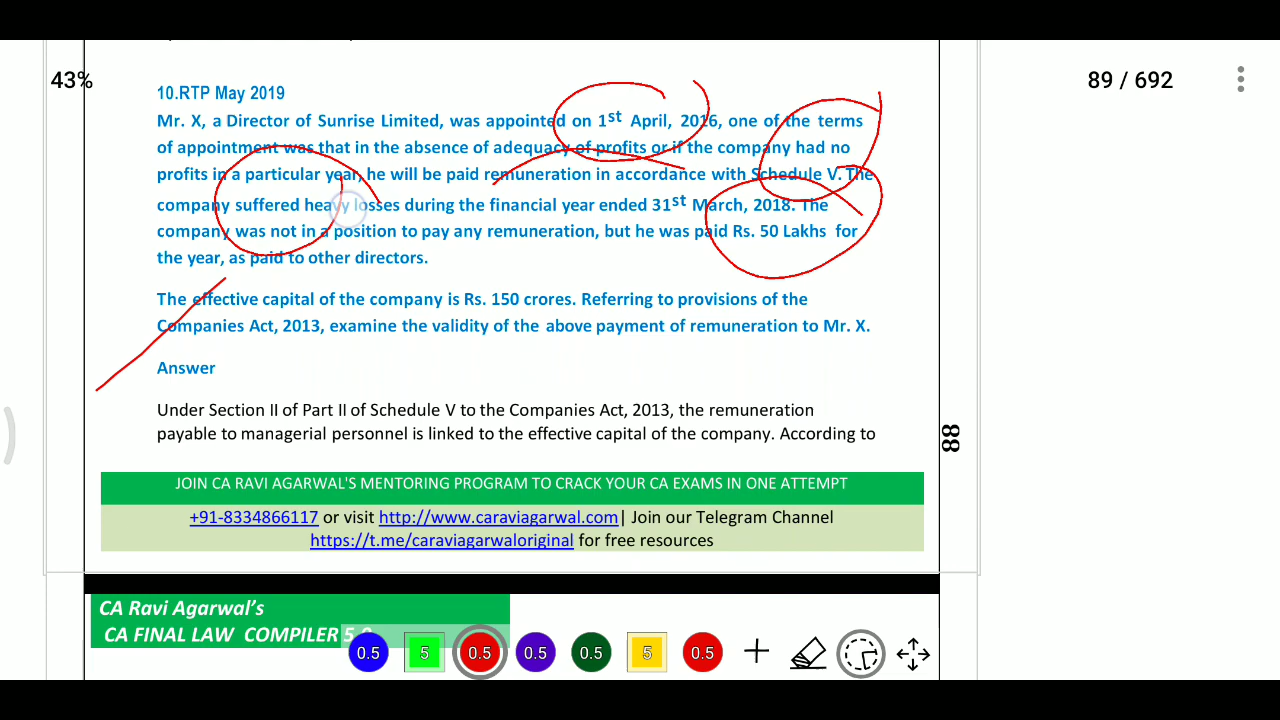 43%
89 / 692
10.RTP May 2019
Mr. X, a Director of Sunrise Limited, was appointed on 1st April, 2016, one of the terms
of appointment was that in the absence of adequacy of profits or if the company had no
profits in a particular year, he will be paid remuneration in accordance with Schedule V. The
company suffered heavy losses during the financial year ended 31st March, 2018. The
company was not in a position to pay any remuneration, but he was paid Rs. 50 Lakhs for
the year, as paid to other directors.
The effective capital of the company is Rs. 150 crores. Referring to provisions of the
Companies Act, 2013, examine the validity of the above payment of remuneration to Mr. X.
Answer
Under Section II of Part II of Schedule V to the Companies Act, 2013, the remuneration
payable to managerial personnel is linked to the effective capital of the company. According to
88
JOIN CA RAVI AGARWAL'S MENTORING PROGRAM TO CRACK YOUR CA EXAMS IN ONE ATTEMPT
+91-8334866117 or visit http://www.caraviagarwal.com| Join our Telegram Channel
https://t.me/caraviagarwaloriginal for free resources
CA Ravi Agarwal's
CA FINAL LAW COMPILER 5.0
0.5 5 0.5 0.5 0.5 5 0.5